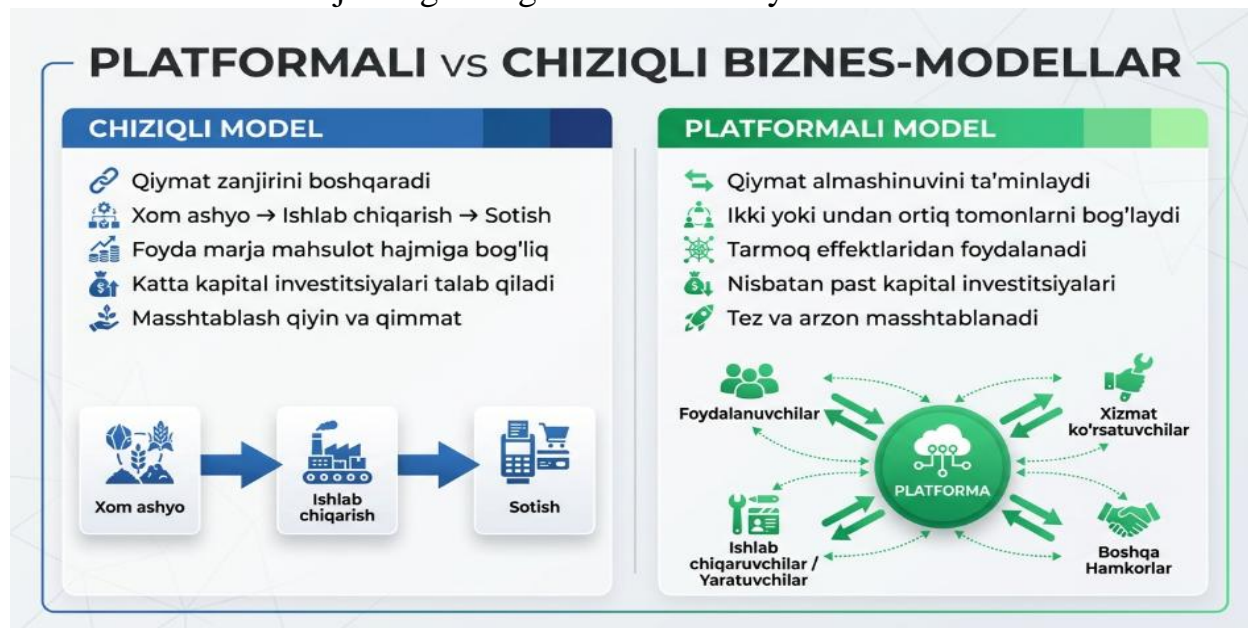 PLATFORMALI vs CHIZIQLI BIZNES-MODELLAR
CHIZIQLI MODEL
Qiymat zanjirini boshqaradi
Xom ashyo → Ishlab chiqarish → Sotish
Foyda marja mahsulot hajmiga bog'liq
Katta kapital investitsiyalari talab qiladi
Masshtablash qiyin va qimmat
Xom ashyo
Ishlab
chiqarish
Sotish
PLATFORMALI MODEL
Qiymat almashinuvini ta'minlaydi
Ikki yoki undan ortiq tomonlarni bog'laydi
Tarmoq effektlaridan foydalanadi
Nisbatan past kapital investitsiyalari
Tez va arzon masshtablanadi
Foydalanuvchilar
Xizmat
ko'rsatuvchilar
PLATFORMA
Ishlab
chiqaruvchilar /
Yaratuvchilar
Boshqa
Hamkorlar